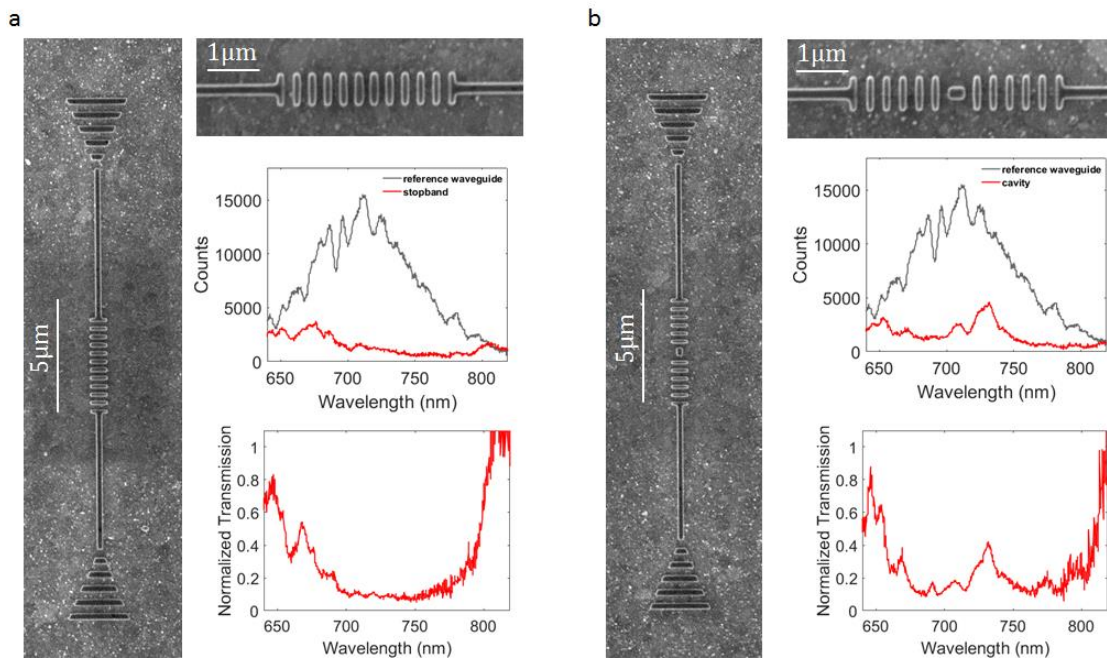 a
1μm
5μm
reference waveguide
stopband
15000
10000
5000
0
Counts
650 700 750 800
Wavelength (nm)
1
0.8
0.6
0.4
0.2
0
Normalized Transmission
650 700 750 800
Wavelength (nm)
b
1μm
5μm
reference waveguide
cavity
15000
10000
5000
0
Counts
650 700 750 800
Wavelength (nm)
1
0.8
0.6
0.4
0.2
0
Normalized Transmission
650 700 750 800
Wavelength (nm)